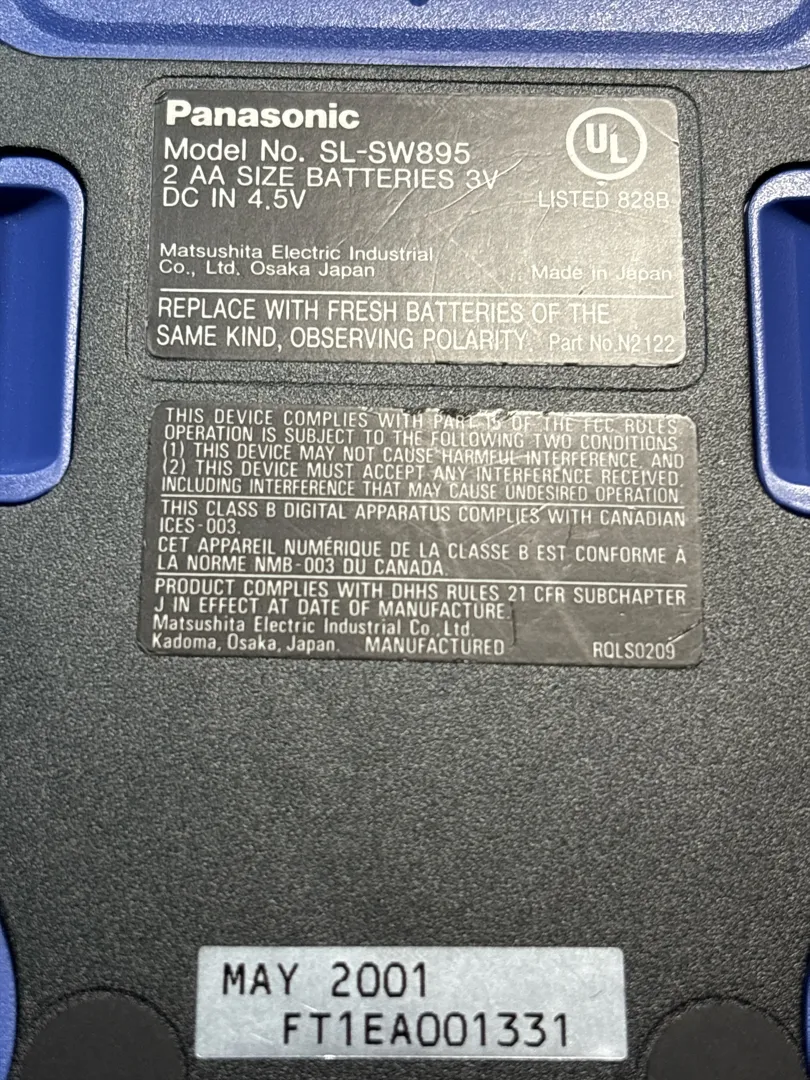 Panasonic
Model No. SL-SW895
2 AA SIZE BATTERIES 3V
DC IN 4.5V
UL
LISTED 828B
Matsushita Electric Industrial
Co., Ltd. Osaka Japan
Made in Japan
REPLACE WITH FRESH BATTERIES OF THE
SAME KIND, OBSERVING POLARITY. Part No.N2122
THIS DEVICE COMPLIES WITH PART 15 OF THE FCC RULES
OPERATION IS SUBJECT TO THE FOLLOWING TWO CONDITIONS
(1) THIS DEVICE MAY NOT CAUSE HARMFUL INTERFERENCE, AND
(2) THIS DEVICE MUST ACCEPT ANY INTERFERENCE RECEIVED,
INCLUDING INTERFERENCE THAT MAY CAUSE UNDESIRED OPERATION.
THIS CLASS B DIGITAL APPARATUS COMPLIES WITH CANADIAN
ICES-003.
CET APPAREIL NUMÉRIQUE DE LA CLASSE B EST CONFORME À
LA NORME NMB-003 DU CANADA.
PRODUCT COMPLIES WITH DHHS RULES 21 CFR SUBCHAPTER
J IN EFFECT AT DATE OF MANUFACTURE.
Matsushita Electric Industrial Co., Ltd.
Kadoma, Osaka, Japan. MANUFACTURED RQLS0209
MAY 2001
FT1EA001331